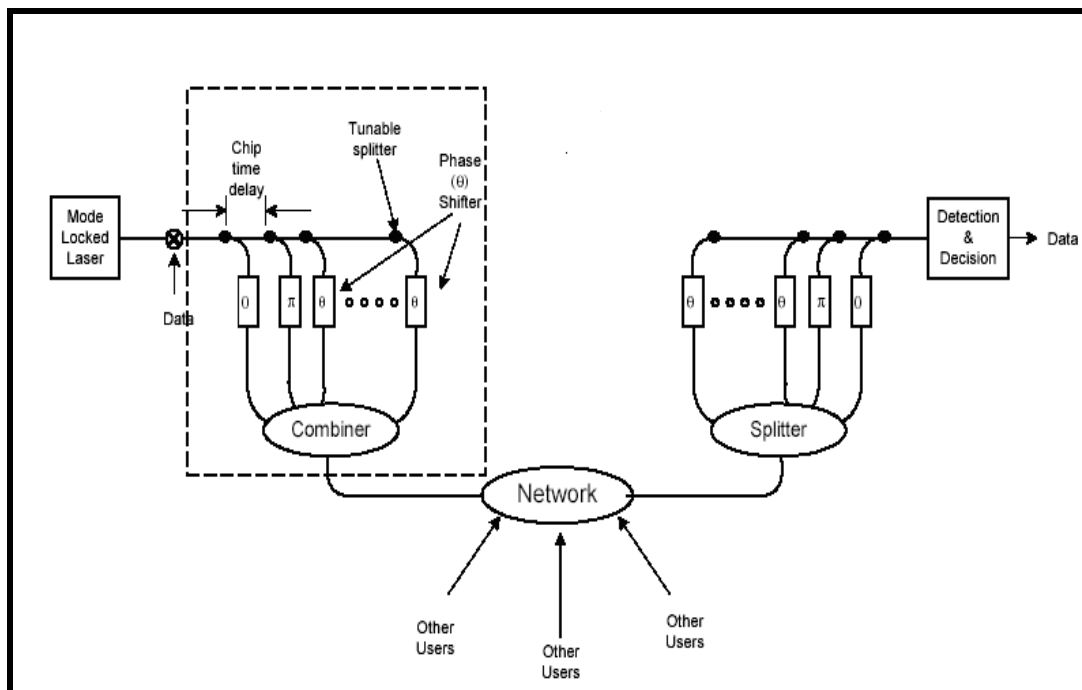 Tunable
splitter
Chip
time
delay
Phase
(θ)
Shifter
Mode
Locked
Laser
Detection
&
Decision
Data
Data
0
π
θ
θ
θ
θ
π
0
Combiner
Splitter
Network
Other
Users
Other
Users
Other
Users